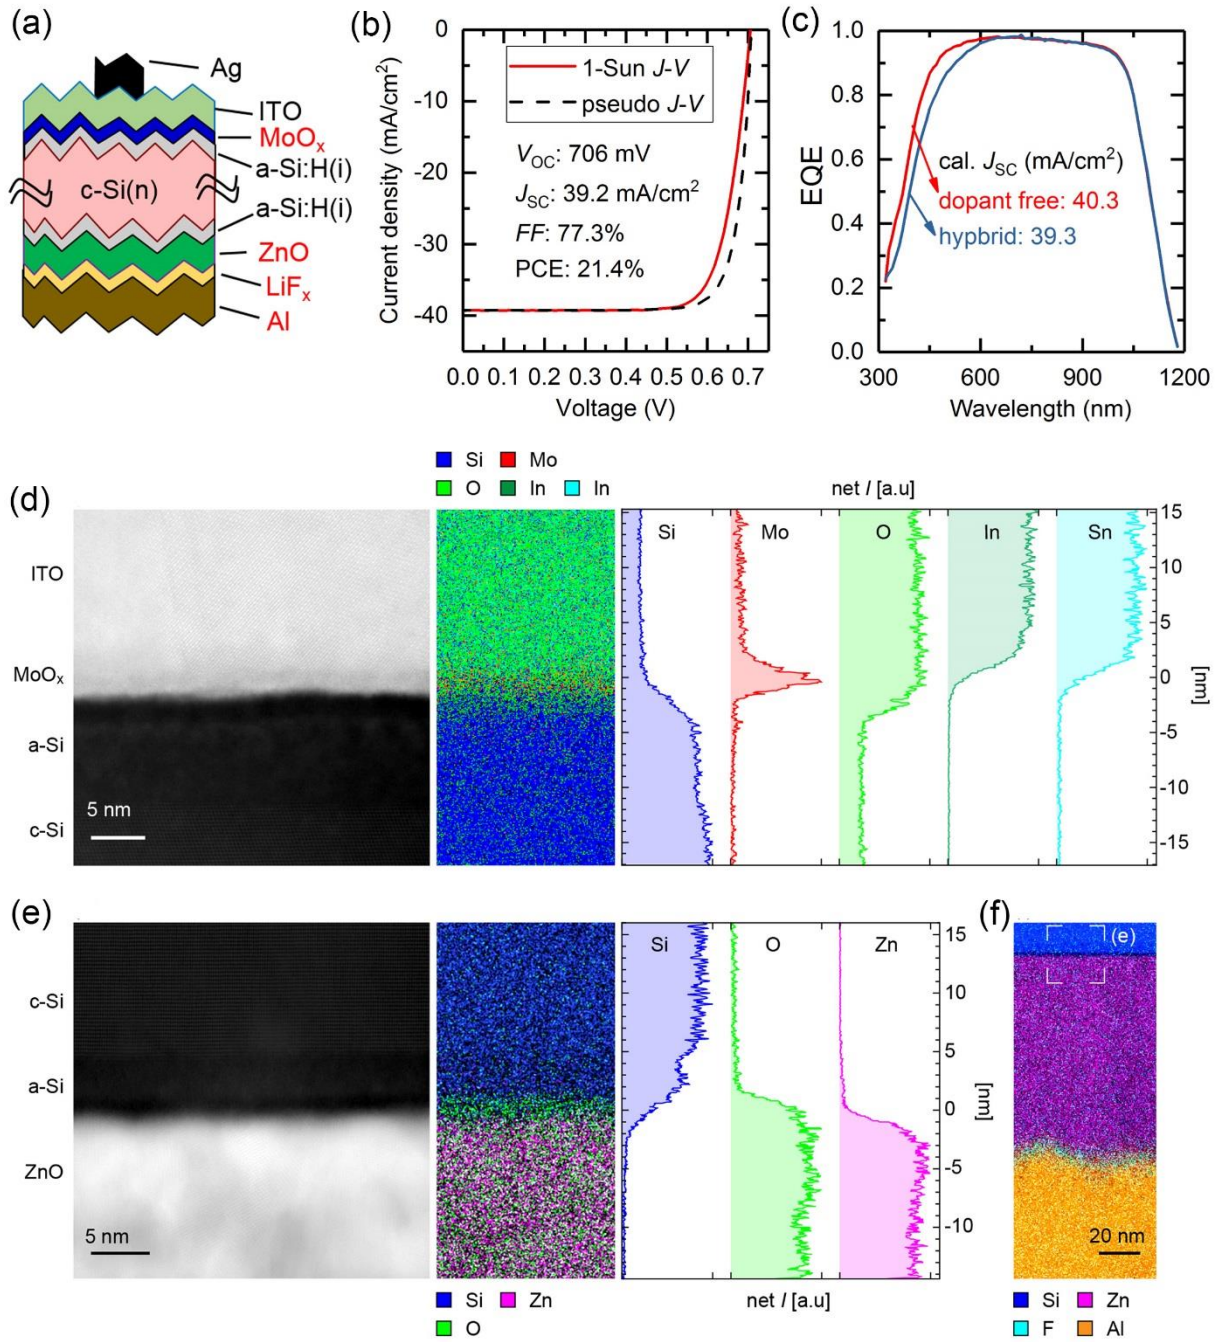 (a)
Ag
ITO
MoOx
a-Si:H(i)
c-Si(n)
a-Si:H(i)
ZnO
LiFx
Al
(b)
Current density (mA/cm²)
0
-10
-20
-30
-40
1-Sun J-V
pseudo J-V
VOC: 706 mV
JSC: 39.2 mA/cm²
FF: 77.3%
PCE: 21.4%
0.0 0.1 0.2 0.3 0.4 0.5 0.6 0.7
Voltage (V)
(c)
EQE
1.0
0.8
0.6
0.4
0.2
0.0
cal. JSC (mA/cm²)
dopant free: 40.3
hypbrid: 39.3
300 600 900 1200
Wavelength (nm)
(d)
Si Mo
O In In
net I [a.u]
ITO
MoOx
a-Si
c-Si
5 nm
Si Mo O In Sn
15
10
5
0
-5
-10
-15
[nm]
(e)
c-Si
a-Si
ZnO
5 nm
Si O Zn
15
10
5
0
-5
-10
[nm]
Si Zn
O
net I [a.u]
(f)
(e)
20 nm
Si Zn
F Al